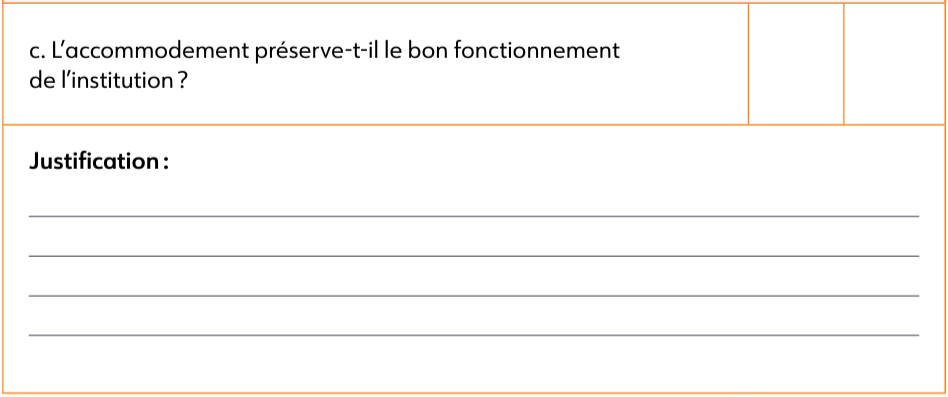 c. L'accommodement préserve-t-il le bon fonctionnement
de l'institution ?
Justification :